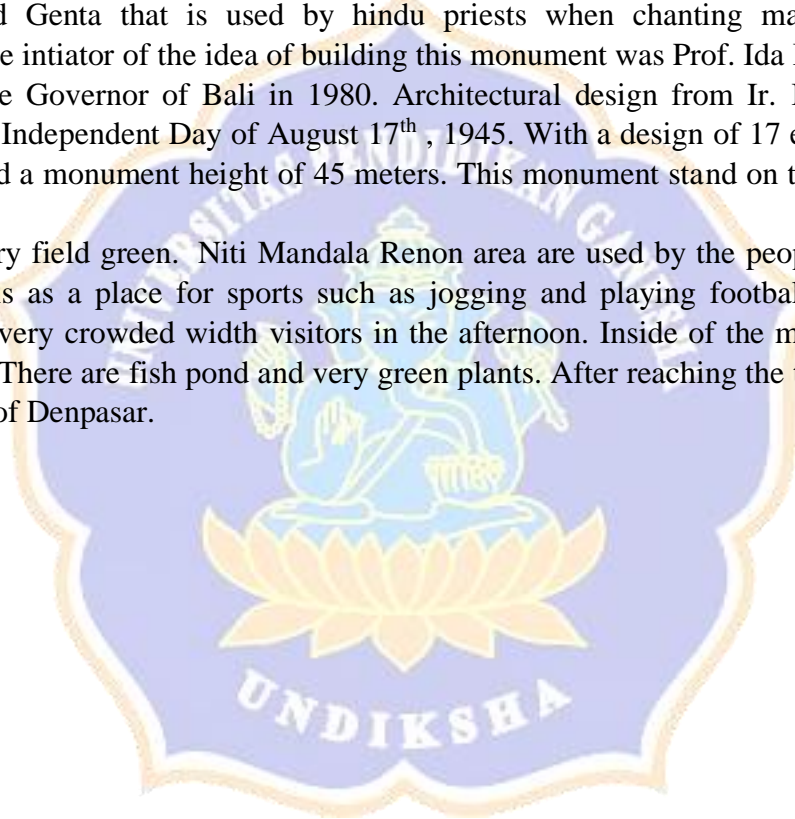 d Genta that is used by hindu priests when chanting ma
e intiator of the idea of building this monument was Prof. Ida
e Governor of Bali in 1980. Architectural design from Ir.
Independent Day of August 17th , 1945. With a design of 17 e
d a monument height of 45 meters. This monument stand on t
ry field green. Niti Mandala Renon area are used by the peop
is as a place for sports such as jogging and playing footbal
very crowded width visitors in the afternoon. Inside of the m
There are fish pond and very green plants. After reaching the
of Denpasar.
UNIVERSITAS PENDIDIKAN GANESHA
UNDIKSHA